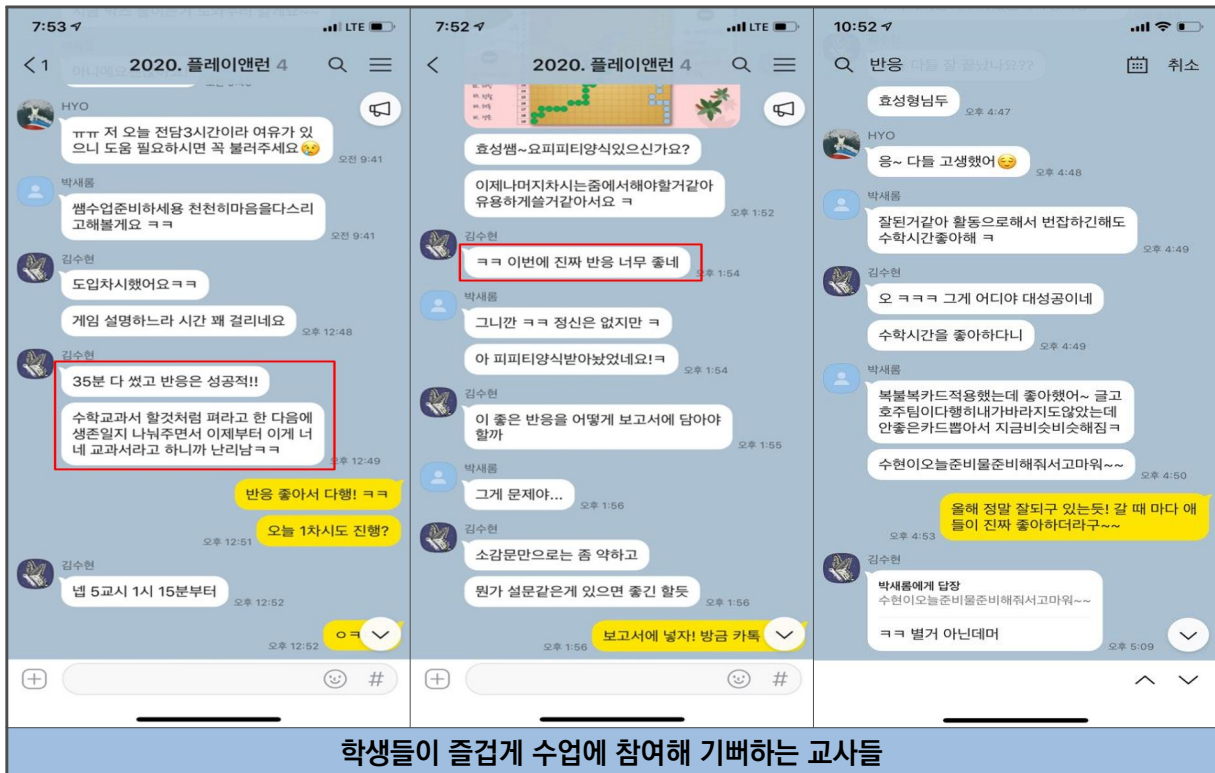 7:53
LTE
1
2020. 플레이앤런 4
HYO
ㅠㅠ 저 오늘 전담3시간이라 여유가 있
으니 도움 필요하시면 꼭 불러주세요
오전 9:41
박새롬
쌤수업준비하세용 천천히마음을다스리
고해볼게요 ㅋㅋ
오전 9:41
김수현
도입차시했어요ㅋㅋ
게임 설명하느라 시간 꽤 걸리네요
오후 12:48
김수현
35분 다 썼고 반응은 성공적!!
수학교과서 할것처럼 펴라고 한 다음에
생존일지 나눠주면서 이제부터 이게 너
네 교과서라고 하니까 난리남ㅋㅋ
오후 12:49
반응 좋아서 다행! ㅋㅋ
오늘 1차시도 진행?
오후 12:51
김수현
넵 5교시 1시 15분부터
오후 12:52
ㅇㅋ
오후 12:52
#
7:52
LTE
2020. 플레이앤런 4
효성쌤~요피피티양식있으신가요?
이제나머지차시는줌에서해야할거같아
유용하게쓸거같아서요 ㅋ
오후 1:52
김수현
ㅋㅋ 이번에 진짜 반응 너무 좋네
오후 1:54
박새롬
그니깐 ㅋㅋ 정신은 없지만 ㅋ
아 피피티양식받아놨었네요!ㅋ
오후 1:54
김수현
이 좋은 반응을 어떻게 보고서에 담아야
할까
오후 1:55
박새롬
그게 문제야...
오후 1:56
김수현
소감문만으로는 좀 약하고
뭔가 설문같은게 있으면 좋긴 할듯
오후 1:56
보고서에 넣자! 방금 카톡
오후 1:56
#
10:52
반응
취소
효성형님두
오후 4:47
HYO
응~ 다들 고생했어
오후 4:48
박새롬
잘된거같아 활동으로해서 번잡하긴해도
수학시간좋아해 ㅋ
오후 4:49
김수현
오 ㅋㅋㅋ 그게 어디야 대성공이네
수학시간을 좋아하다니
오후 4:49
박새롬
복불복카드적용했는데 좋아했어~ 글고
호주팀이다행히내가바라지도않았는데
안좋은카드뽑아서 지금비슷비슷해짐ㅋ
수현이오늘준비물준비해줘서고마워~~
오후 4:50
올해 정말 잘되구 있는듯! 갈 때 마다 애
들이 진짜 좋아하더라구~~
오후 4:53
김수현
박새롬에게 답장
수현이오늘준비물준비해줘서고마워~~
ㅋㅋ 별거 아닌데머
오후 5:09
학생들이 즐겁게 수업에 참여해 기뻐하는 교사들